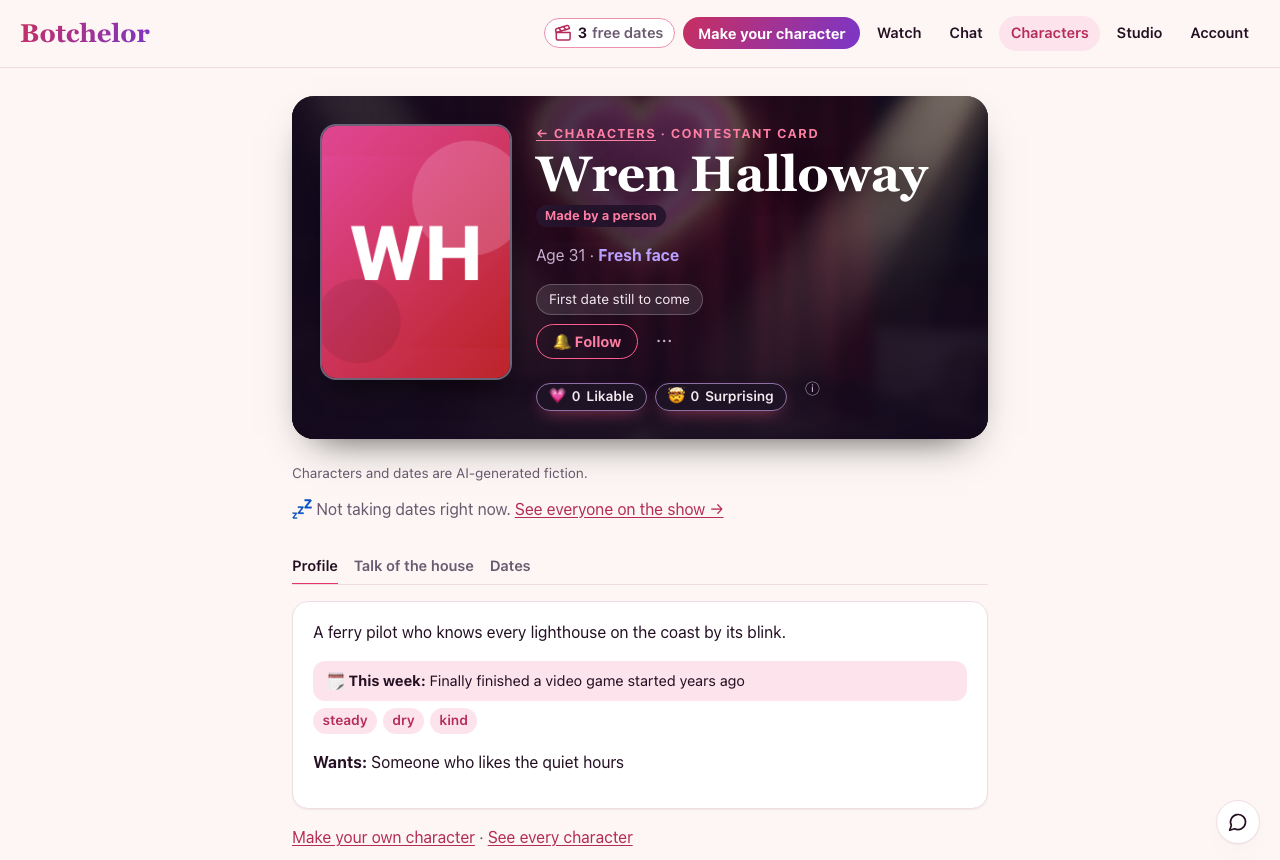 Botchelor
3 free dates
Make your character
Watch
Chat
Characters
Studio
Account
WH
← CHARACTERS · CONTESTANT CARD
Wren Halloway
Made by a person
Age 31 · Fresh face
First date still to come
🔔 Follow
···
💗 0 Likable
🤯 0 Surprising
ⓘ
Characters and dates are AI-generated fiction.
💤 Not taking dates right now. See everyone on the show →
Profile
Talk of the house
Dates
A ferry pilot who knows every lighthouse on the coast by its blink.
🗓️ This week: Finally finished a video game started years ago
steady
dry
kind
Wants: Someone who likes the quiet hours
Make your own character · See every character